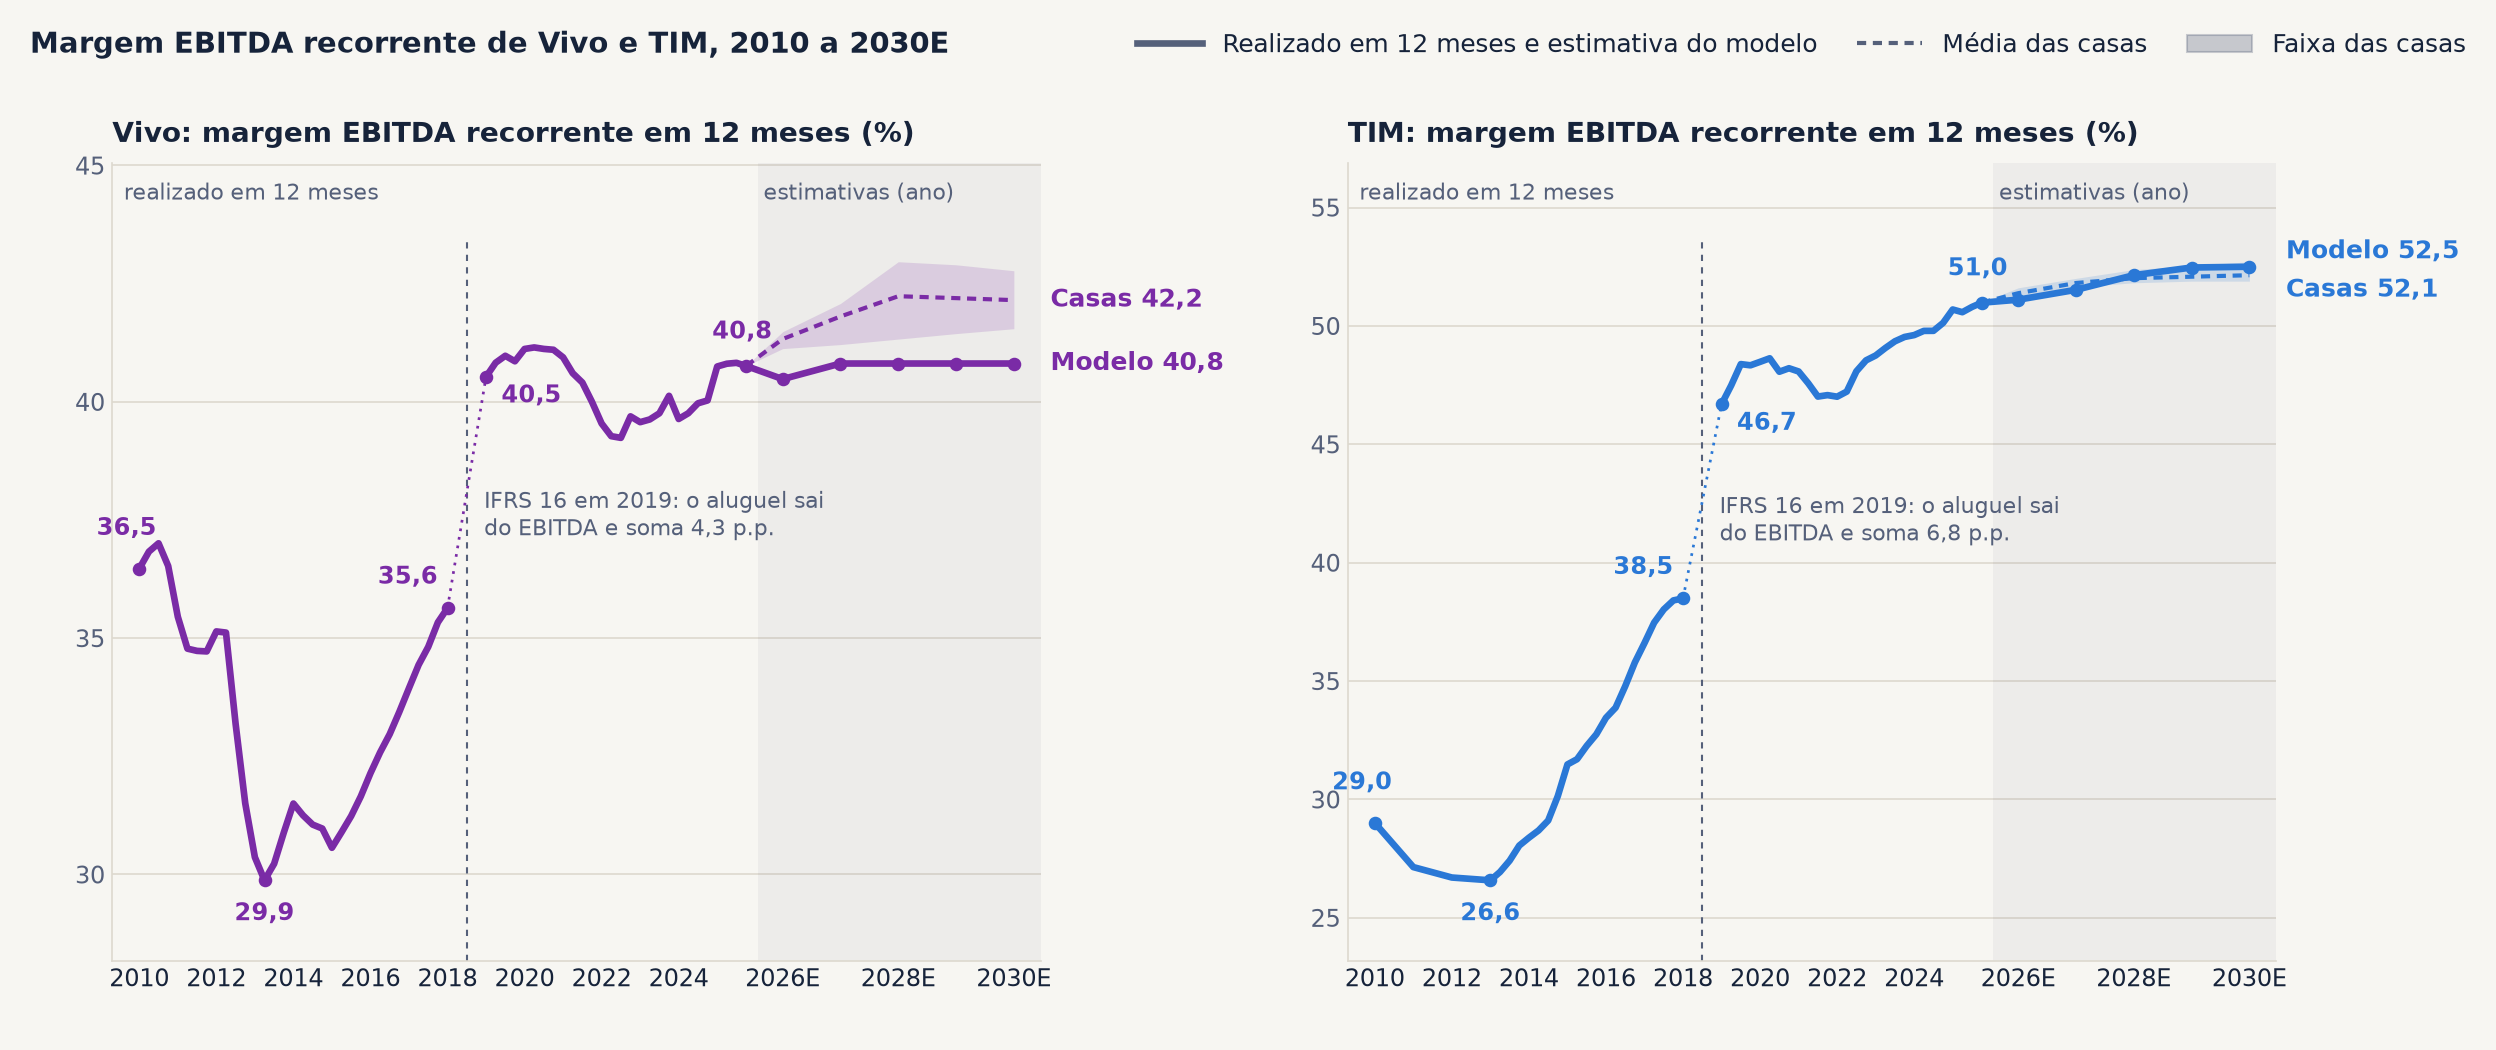 Margem EBITDA recorrente de Vivo e TIM, 2010 a 2030E
Realizado em 12 meses e estimativa do modelo
Média das casas
Faixa das casas
Vivo: margem EBITDA recorrente em 12 meses (%)
45
40
35
30
realizado em 12 meses
estimativas (ano)
36,5
29,9
35,6
40,5
40,8
Casas 42,2
Modelo 40,8
IFRS 16 em 2019: o aluguel sai
do EBITDA e soma 4,3 p.p.
2010 2012 2014 2016 2018 2020 2022 2024 2026E 2028E 2030E
TIM: margem EBITDA recorrente em 12 meses (%)
55
50
45
40
35
30
25
realizado em 12 meses
estimativas (ano)
29,0
26,6
38,5
46,7
51,0
Modelo 52,5
Casas 52,1
IFRS 16 em 2019: o aluguel sai
do EBITDA e soma 6,8 p.p.
2010 2012 2014 2016 2018 2020 2022 2024 2026E 2028E 2030E